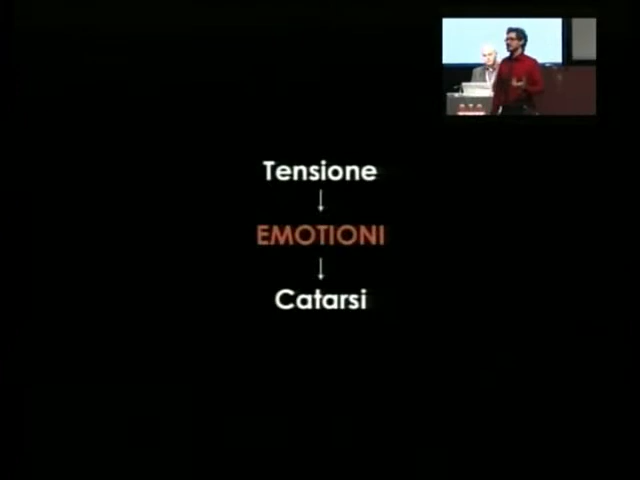 Tensione
↓
EMOTIONI
↓
Catarsi